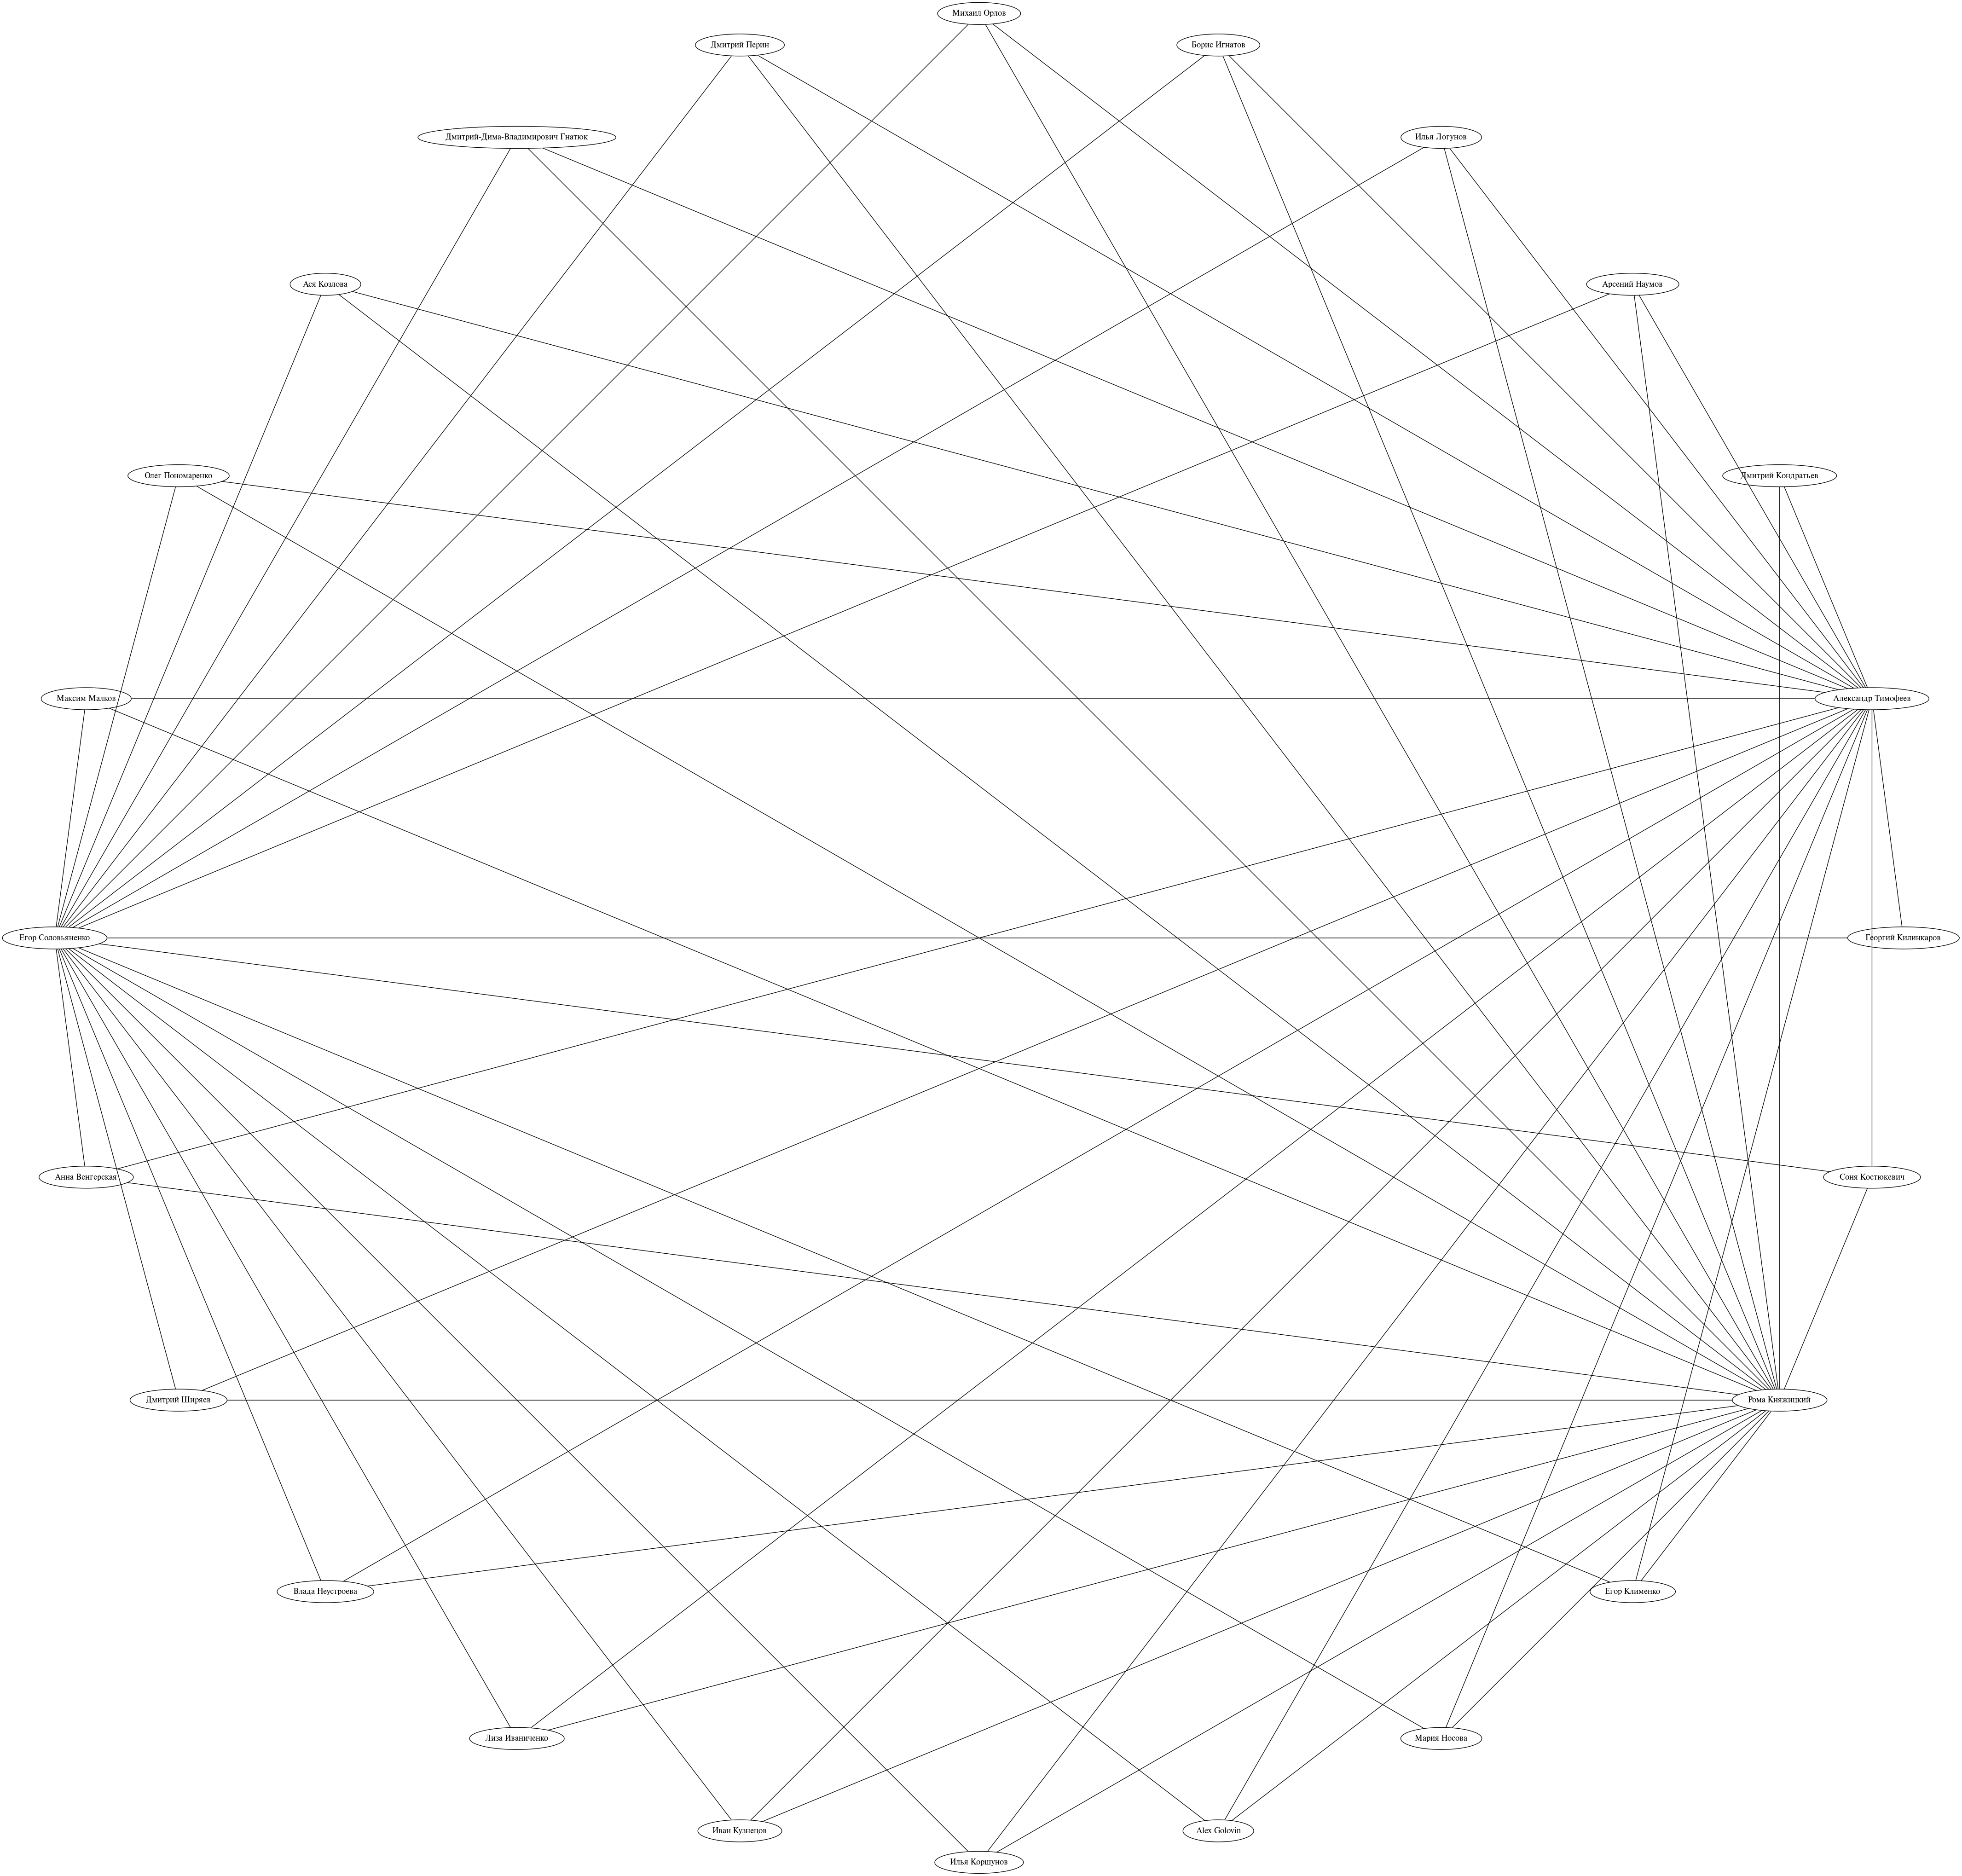 Михаил Орлов
Дмитрий Перин
Борис Игнатов
Дмитрий-Дима-Владимирович Гнатюк
Илья Логунов
Ася Козлова
Арсений Наумов
Олег Пономаренко
Дмитрий Кондратьев
Максим Малков
Александр Тимофеев
Егор Соловьяненко
Георгий Килинкаров
Анна Венгерская
Соня Костюкевич
Дмитрий Ширяев
Рома Княжицкий
Влада Неустроева
Егор Клименко
Лиза Иваниченко
Мария Носова
Иван Кузнецов
Alex Golovin
Илья Коршунов